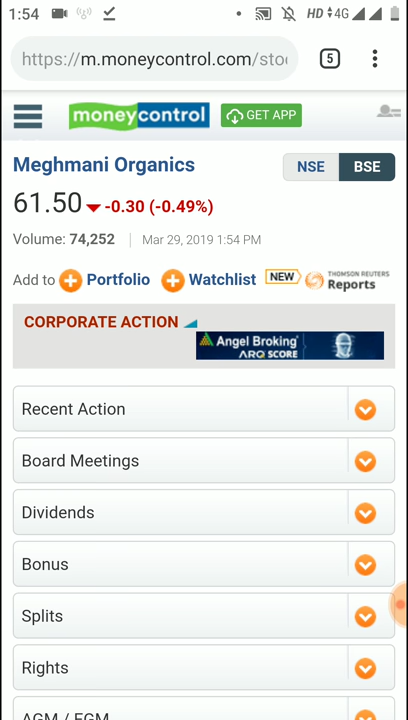 1:54
HD 4G
https://m.moneycontrol.com/sto
5
moneycontrol
GET APP
Meghmani Organics
NSE
BSE
61.50 -0.30 (-0.49%)
Volume: 74,252 | Mar 29, 2019 1:54 PM
Add to Portfolio Watchlist NEW THOMSON REUTERS Reports
CORPORATE ACTION
Angel Broking
ARQ SCORE
Recent Action
Board Meetings
Dividends
Bonus
Splits
Rights
AGM / EGM